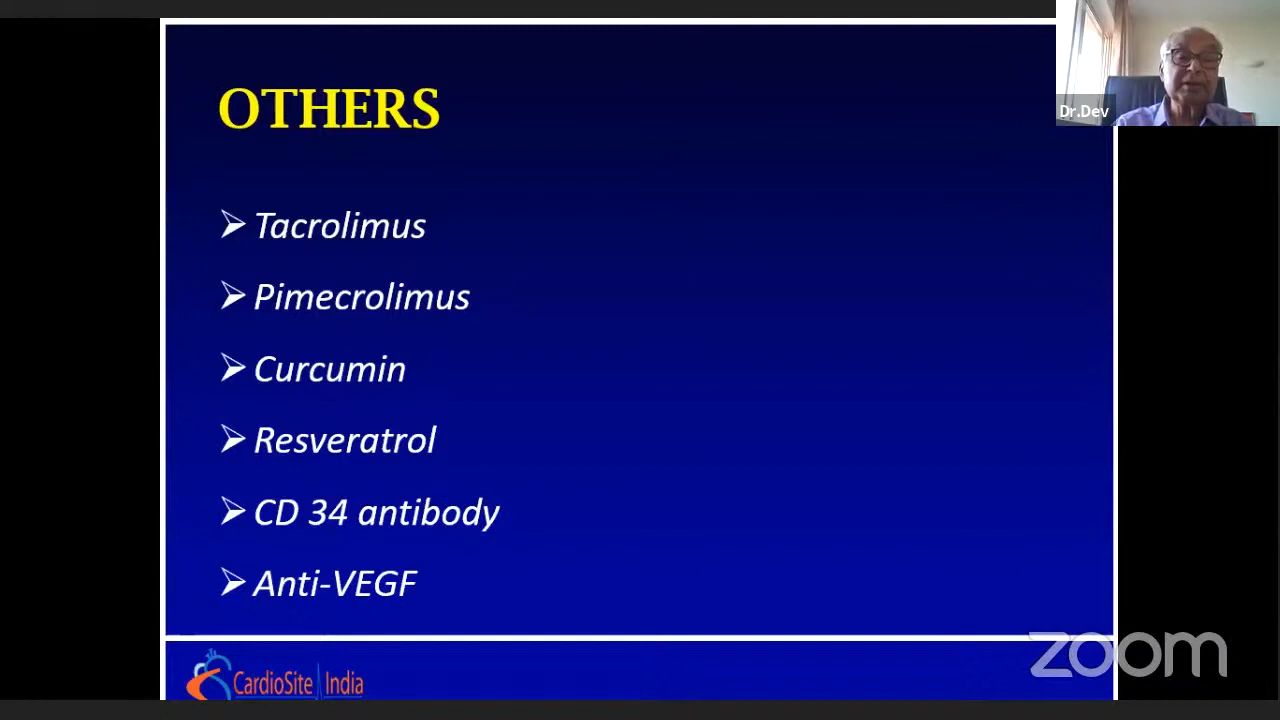 OTHERS
Dr.Dev
Tacrolimus
Pimecrolimus
Curcumin
Resveratrol
CD 34 antibody
Anti-VEGF
CardioSite India
zoom